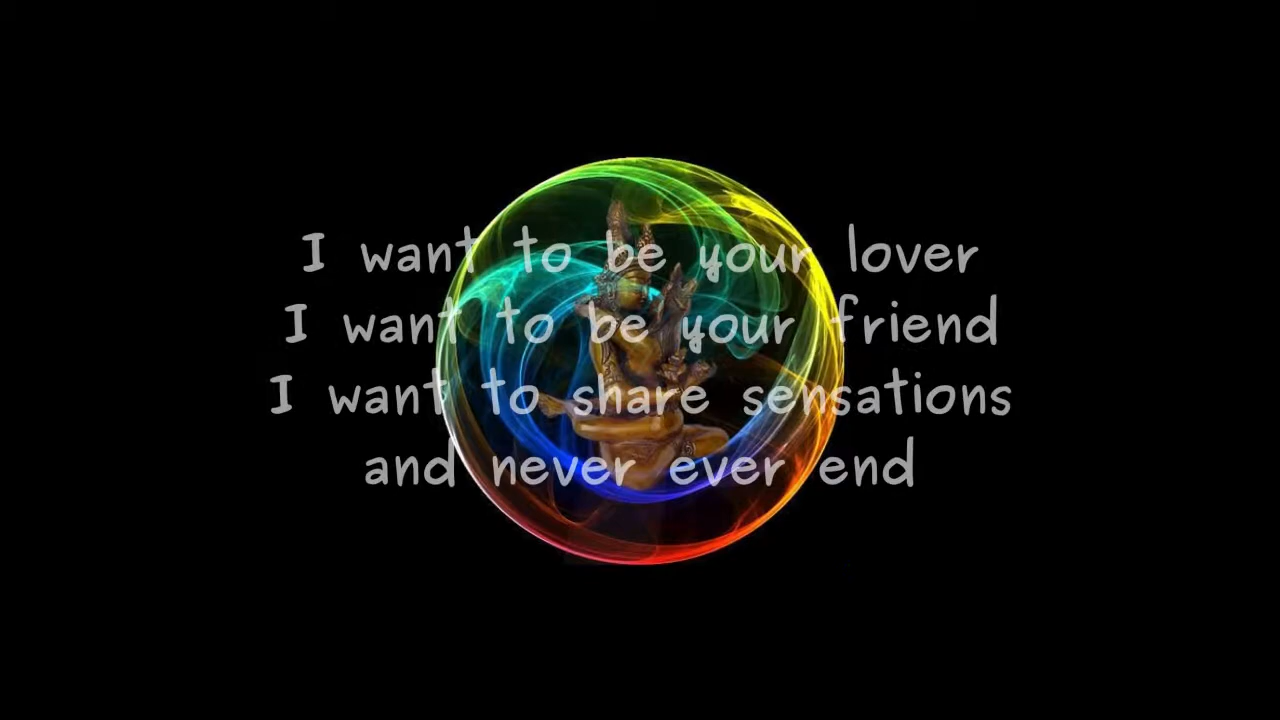 I want to be your lover
I want to be your friend
I want to share sensations
and never ever end